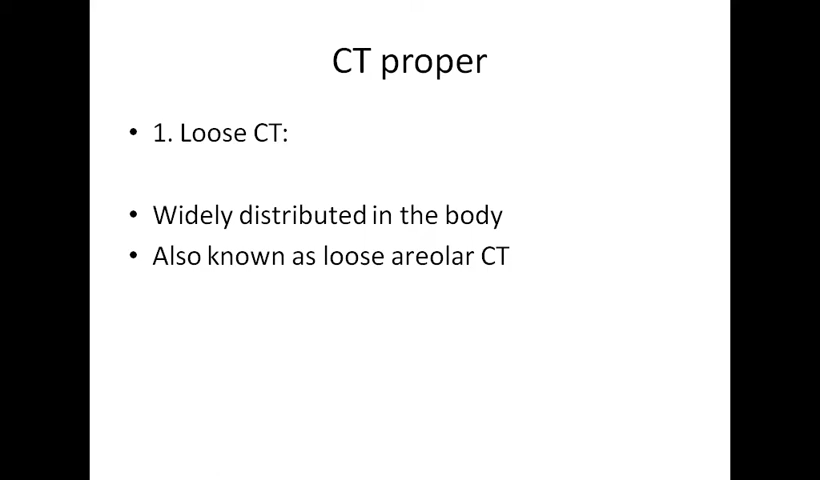 CT proper
• 1. Loose CT:
• Widely distributed in the body
• Also known as loose areolar CT